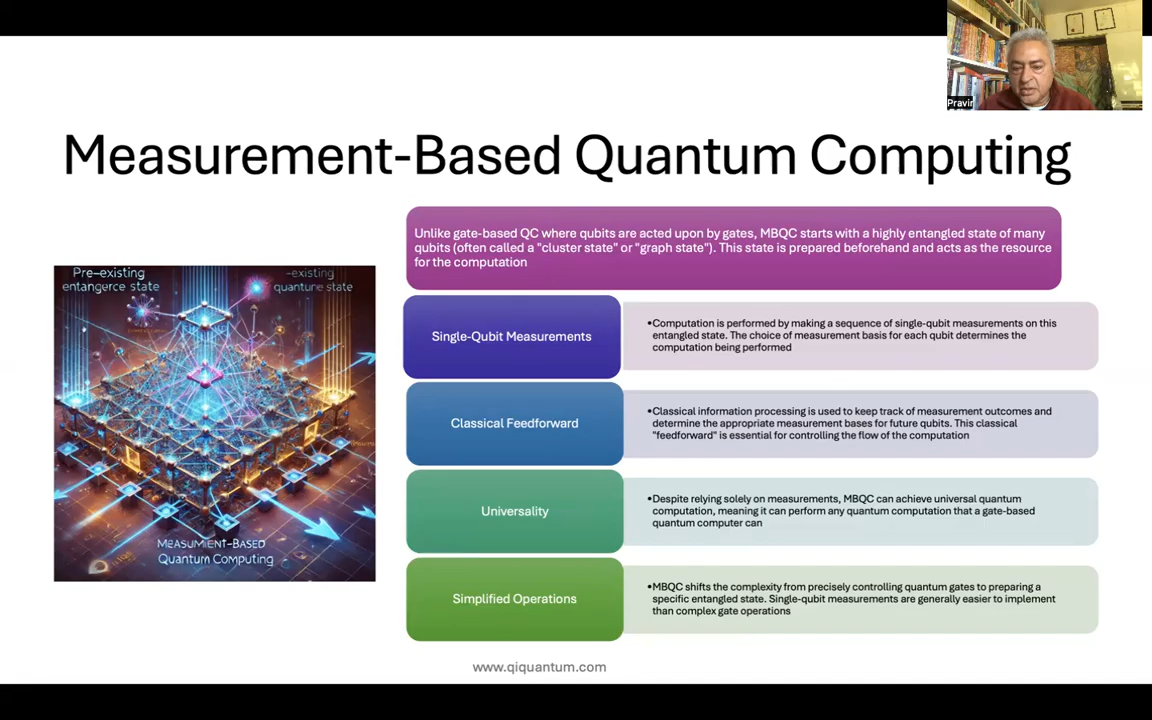 Pravir
Measurement-Based Quantum Computing
Unlike gate-based QC where qubits are acted upon by gates, MBQC starts with a highly entangled state of many
qubits (often called a "cluster state" or "graph state"). This state is prepared beforehand and acts as the resource
for the computation
Pre-existing
entangerce state
-existing
quantune state
MEASUMIENT-BASED
Quantum Computing
Single-Qubit Measurements
•Computation is performed by making a sequence of single-qubit measurements on this
entangled state. The choice of measurement basis for each qubit determines the
computation being performed
Classical Feedforward
•Classical information processing is used to keep track of measurement outcomes and
determine the appropriate measurement bases for future qubits. This classical
"feedforward" is essential for controlling the flow of the computation
Universality
•Despite relying solely on measurements, MBQC can achieve universal quantum
computation, meaning it can perform any quantum computation that a gate-based
quantum computer can
Simplified Operations
•MBQC shifts the complexity from precisely controlling quantum gates to preparing a
specific entangled state. Single-qubit measurements are generally easier to implement
than complex gate operations
www.qiquantum.com